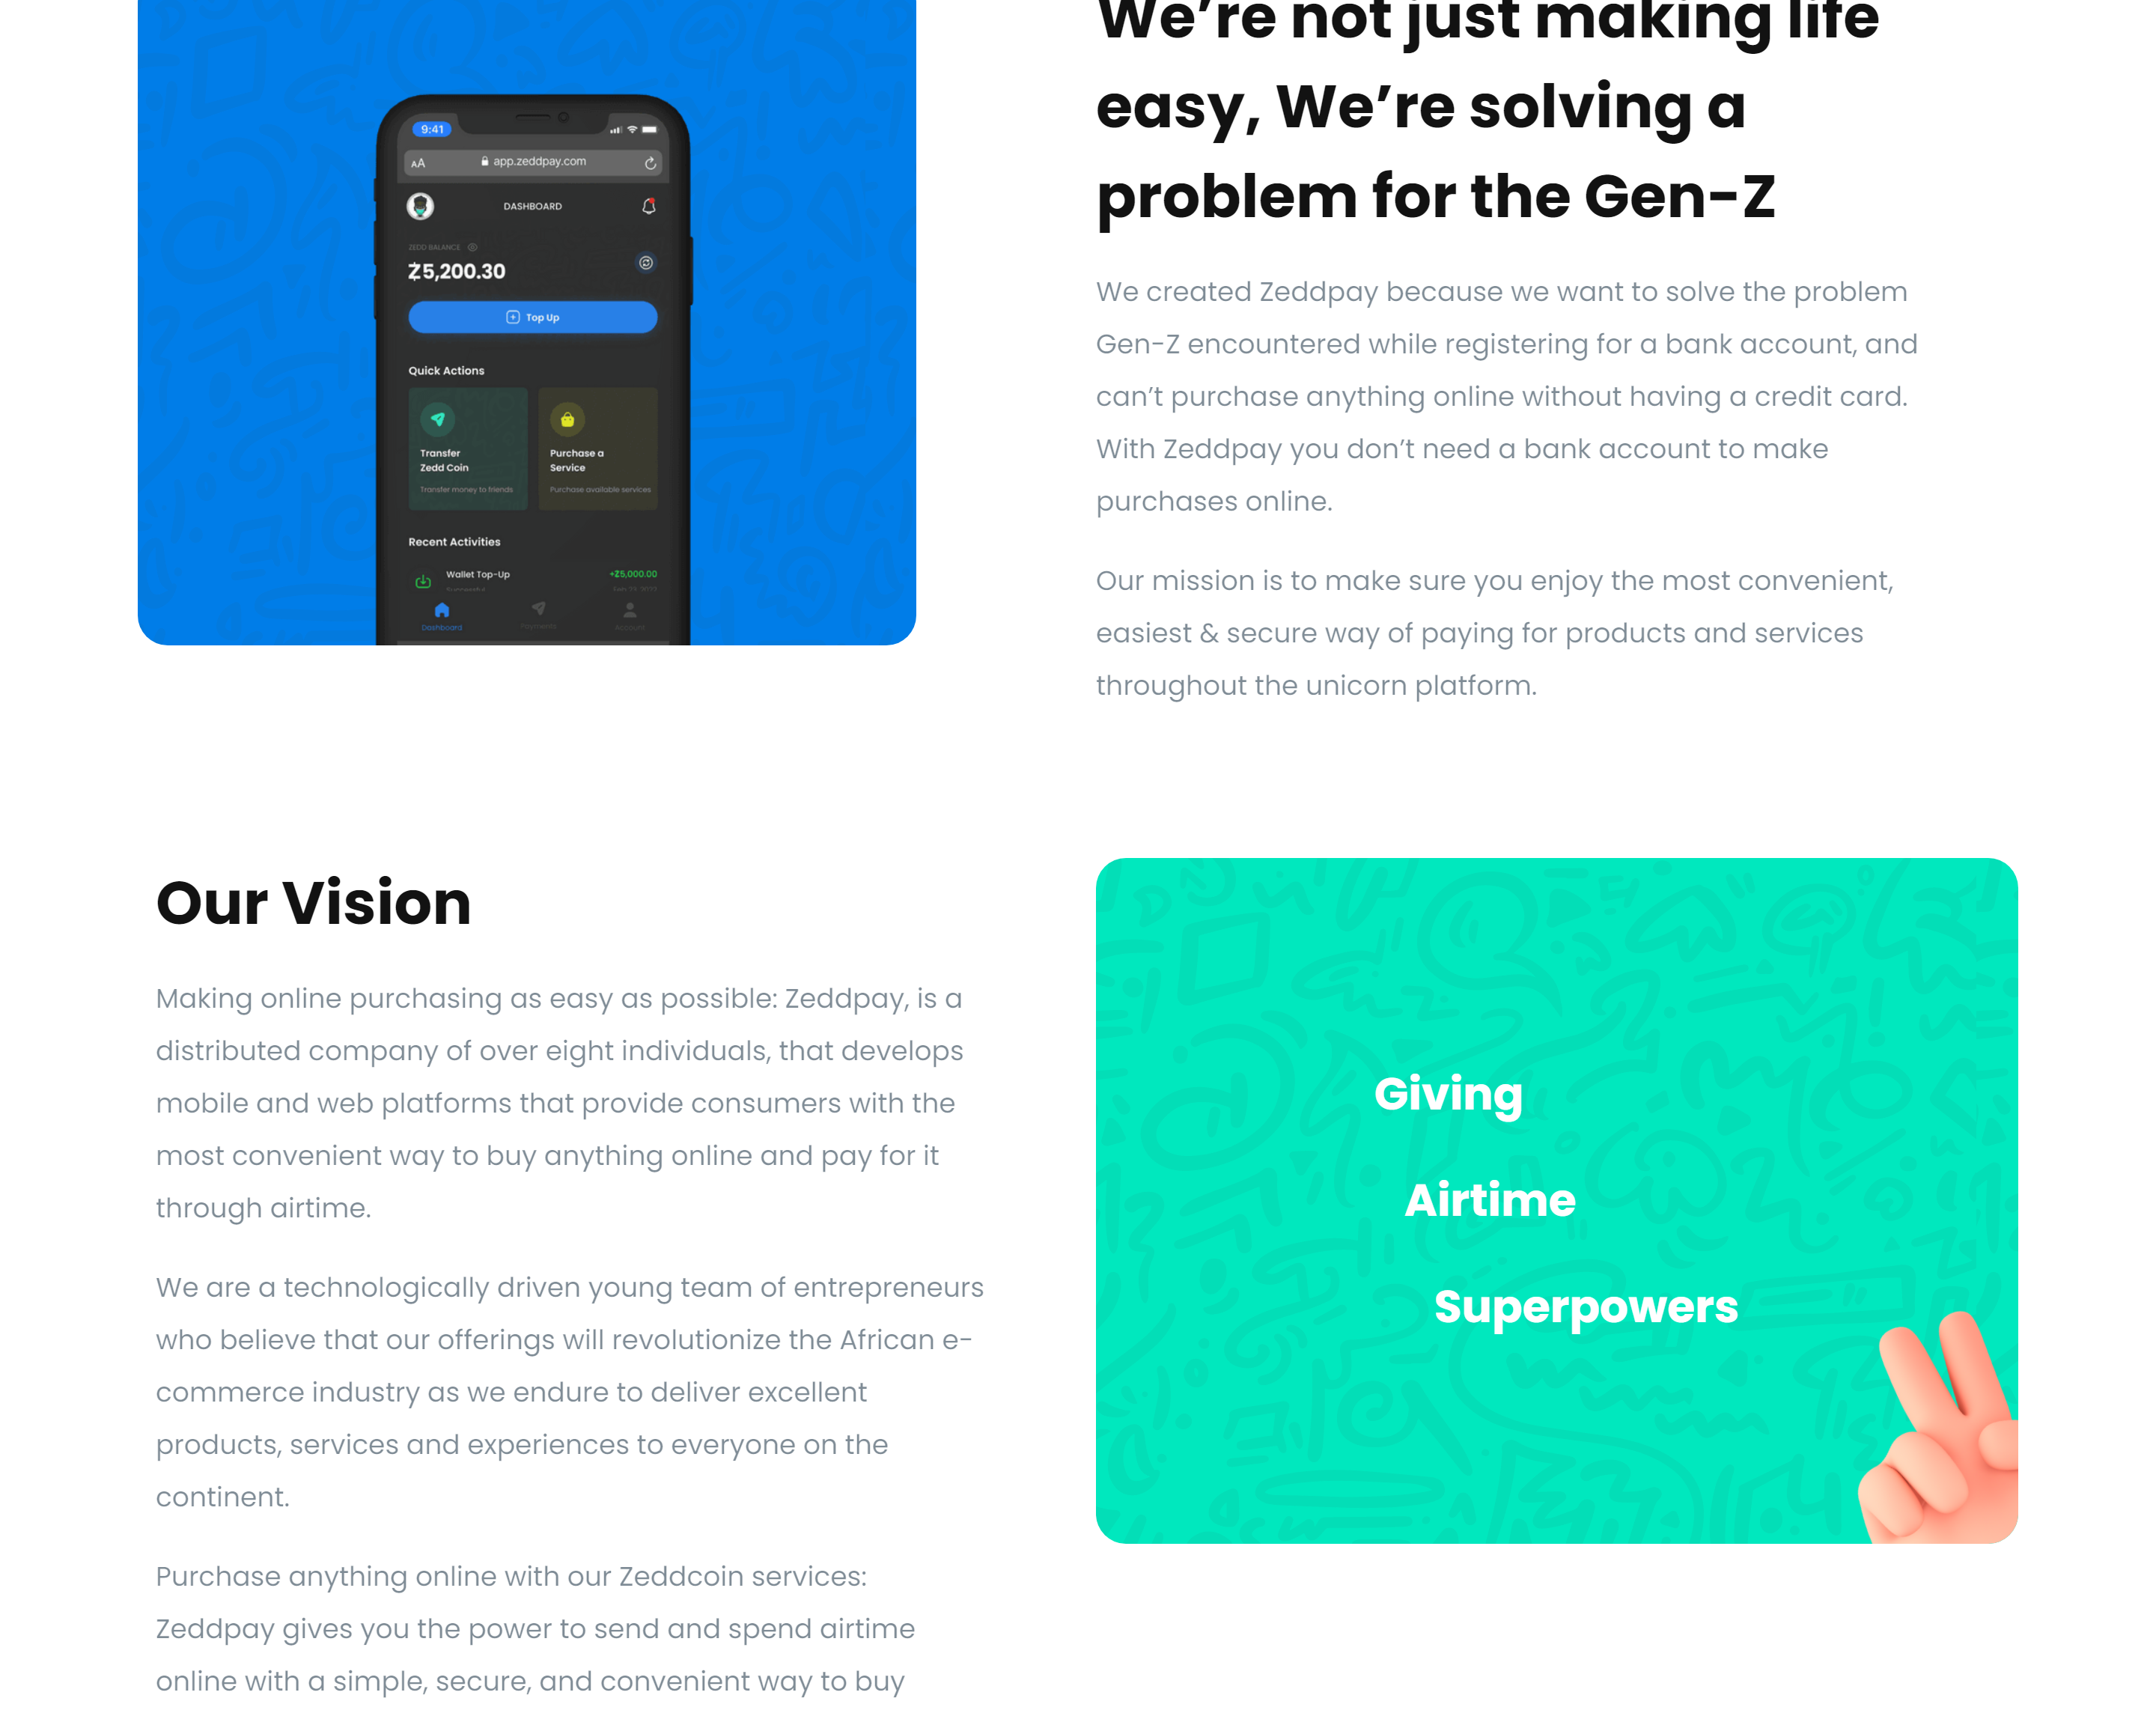 We're not just making life
easy, We're solving a
problem for the Gen-Z
We created Zeddpay because we want to solve the problem
Gen-Z encountered while registering for a bank account, and
can't purchase anything online without having a credit card.
With Zeddpay you don't need a bank account to make
purchases online.
Our mission is to make sure you enjoy the most convenient,
easiest & secure way of paying for products and services
throughout the unicorn platform.
9:41
AA
app.zeddpay.com
DASHBOARD
ZEDD BALANCE
Ƶ5,200.30
Top Up
Quick Actions
Transfer
Zedd Coin
Transfer money to friends
Purchase a
Service
Purchase available services
Recent Activities
Wallet Top-Up
+Ƶ5,000.00
Dashboard
Payments
Account
Our Vision
Making online purchasing as easy as possible: Zeddpay, is a
distributed company of over eight individuals, that develops
mobile and web platforms that provide consumers with the
most convenient way to buy anything online and pay for it
through airtime.
We are a technologically driven young team of entrepreneurs
who believe that our offerings will revolutionize the African e-
commerce industry as we endure to deliver excellent
products, services and experiences to everyone on the
continent.
Purchase anything online with our Zeddcoin services:
Zeddpay gives you the power to send and spend airtime
online with a simple, secure, and convenient way to buy
Giving
Airtime
Superpowers